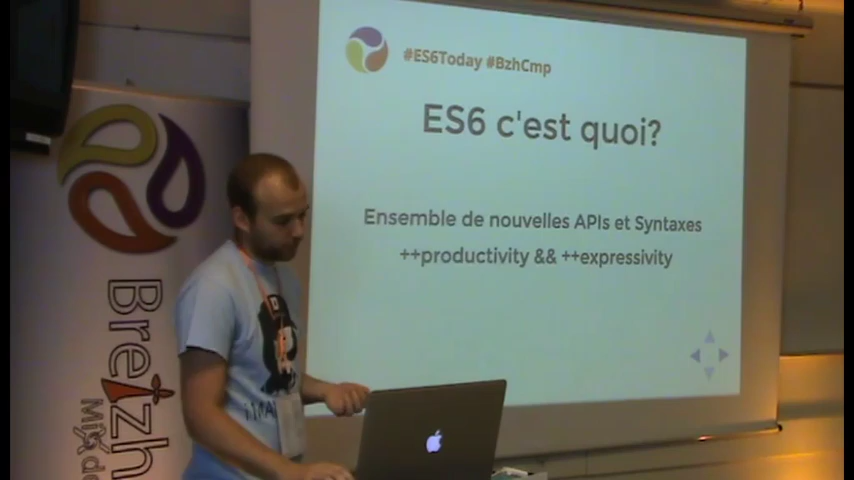 #ES6Today #BzhCmp
ES6 c'est quoi?
Ensemble de nouvelles APIs et Syntaxes
++productivity && ++expressivity
Breizh